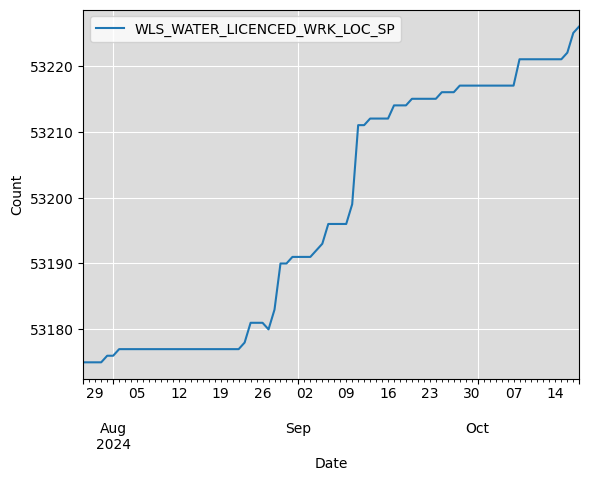 WLS_WATER_LICENCED_WRK_LOC_SP
53220
53210
53200
53190
53180
Count
29 05 12 19 26 02 09 16 23 30 07 14
Aug Sep Oct
2024
Date